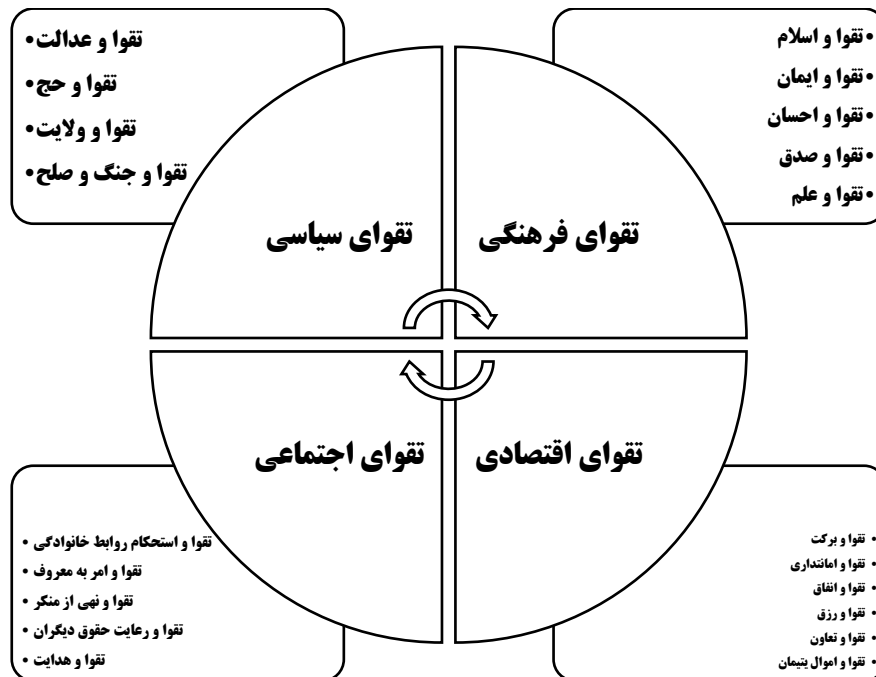 • تقوا و اسلام
• تقوا و ایمان
• تقوا و احسان
• تقوا و صدق
• تقوا و علم
تقوا و عدالت •
تقوا و حج •
تقوا و ولایت •
تقوا و جنگ و صلح •
تقوای فرهنگی
تقوای سیاسی
تقوای اقتصادی
تقوای اجتماعی
• تقوا و برکت
• تقوا و امانتداری
• تقوا و انفاق
• تقوا و رزق
• تقوا و تعاون
• تقوا و اموال یتیمان
تقوا و استحکام روابط خانوادگی •
تقوا و امر به معروف •
تقوا و نهی از منکر •
تقوا و رعایت حقوق دیگران •
تقوا و هدایت •